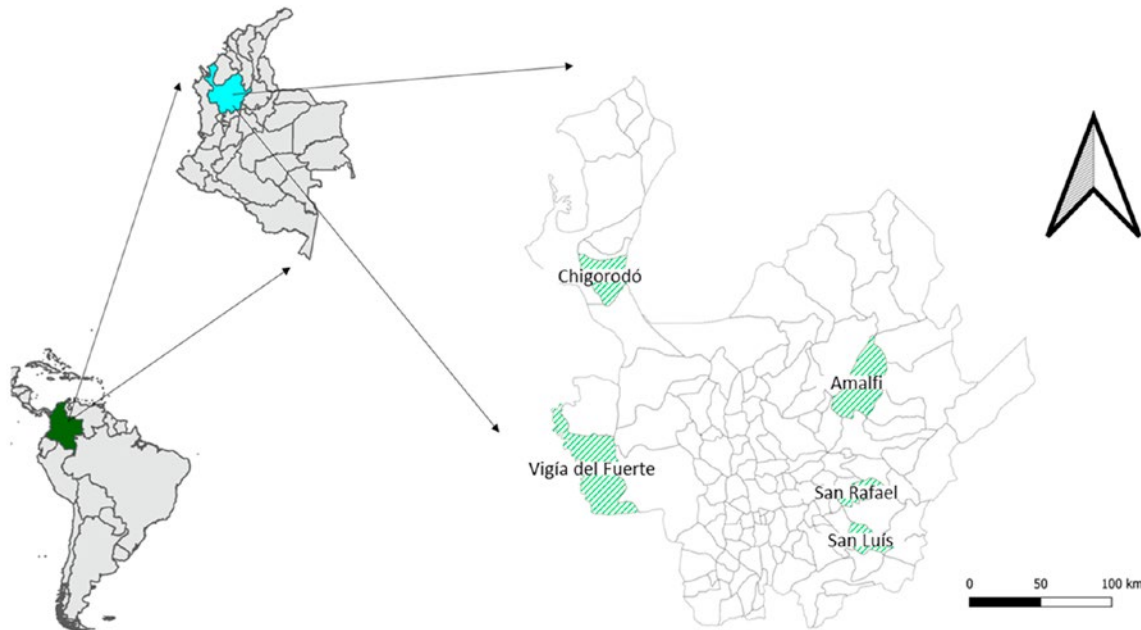 Chigorodó
Amalfi
Vigía del Fuerte
San Rafael
San Luís
0 50 100 km